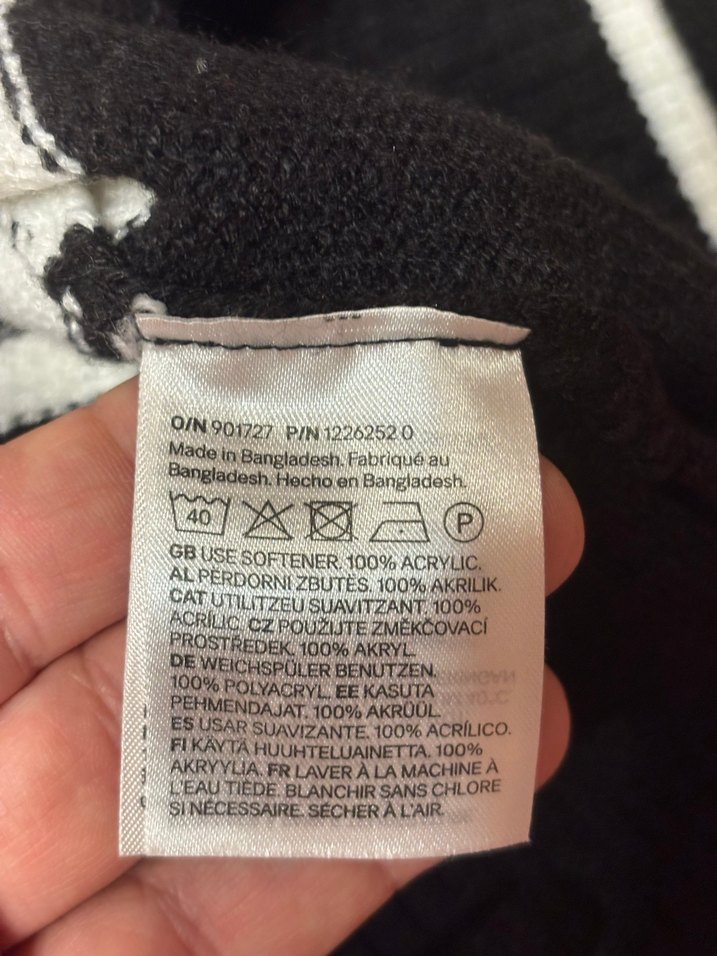 O/N 901727 P/N 1226252 0
Made in Bangladesh. Fabriqué au
Bangladesh. Hecho en Bangladesh.
40 P
GB USE SOFTENER. 100% ACRYLIC.
AL PËRDORNI ZBUTËS. 100% AKRILIK.
CAT UTILITZEU SUAVITZANT. 100%
ACRÍLIC. CZ POUŽIJTE ZMĚKČOVACÍ
PROSTŘEDEK. 100% AKRYL.
DE WEICHSPÜLER BENUTZEN.
100% POLYACRYL. EE KASUTA
PEHMENDAJAT. 100% AKRÜÜL.
ES USAR SUAVIZANTE. 100% ACRÍLICO.
FI KÄYTÄ HUUHTELUAINETTA. 100%
AKRYYLIA. FR LAVER À LA MACHINE À
L'EAU TIÈDE. BLANCHIR SANS CHLORE
SI NÉCESSAIRE. SÉCHER À L'AIR.